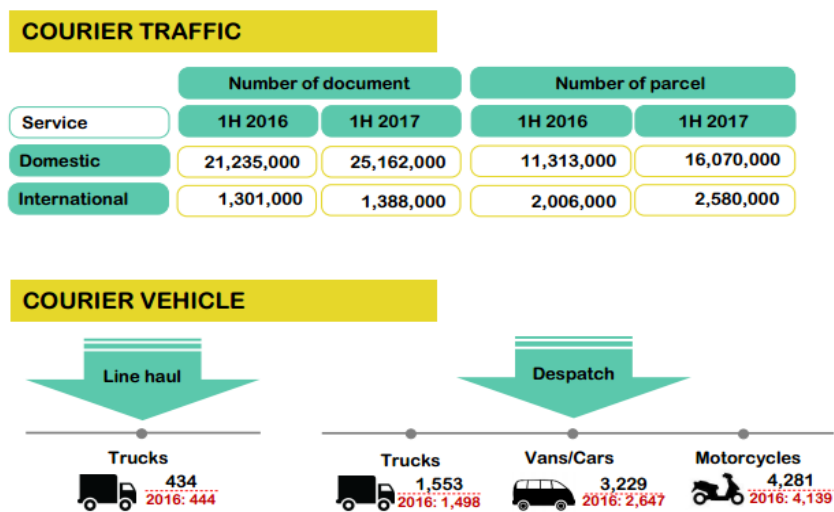 COURIER TRAFFIC
Number of document Number of parcel
Service 1H 2016 1H 2017 1H 2016 1H 2017
Domestic 21,235,000 25,162,000 11,313,000 16,070,000
International 1,301,000 1,388,000 2,006,000 2,580,000
COURIER VEHICLE
Line haul
Despatch
Trucks
434
2016: 444
Trucks
1,553
2016: 1,498
Vans/Cars
3,229
2016: 2,647
Motorcycles
4,281
2016: 4,139